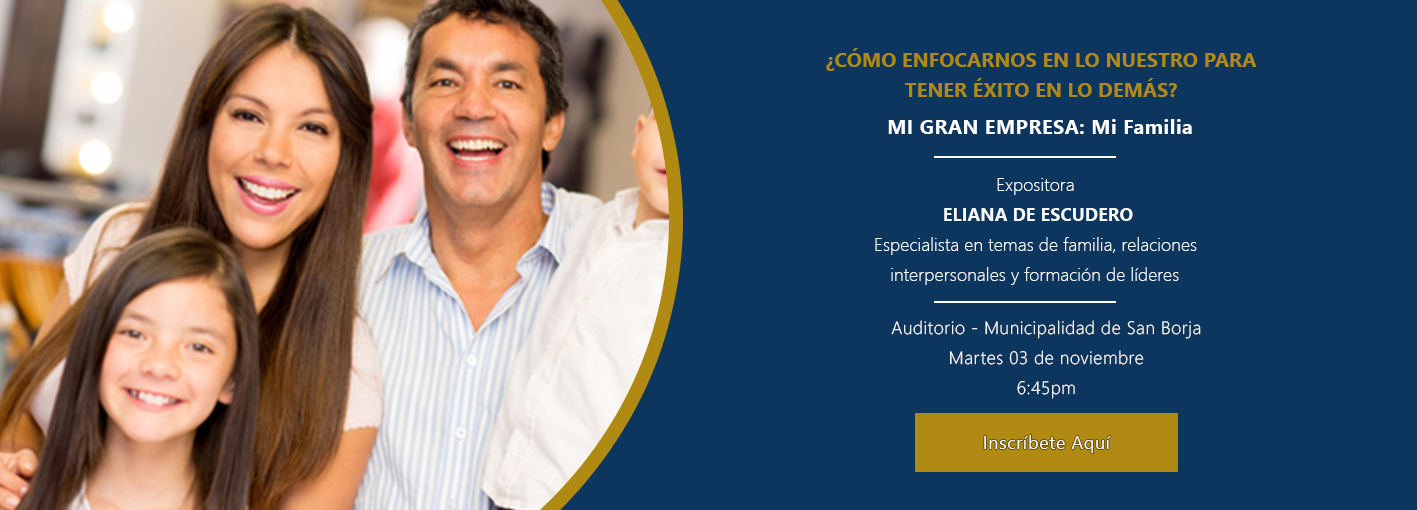 ¿CÓMO ENFOCARNOS EN LO NUESTRO PARA
TENER ÉXITO EN LO DEMÁS?
MI GRAN EMPRESA: Mi Familia
Expositora
ELIANA DE ESCUDERO
Especialista en temas de familia, relaciones
interpersonales y formación de líderes
Auditorio - Municipalidad de San Borja
Martes 03 de noviembre
6:45pm
Inscríbete Aquí